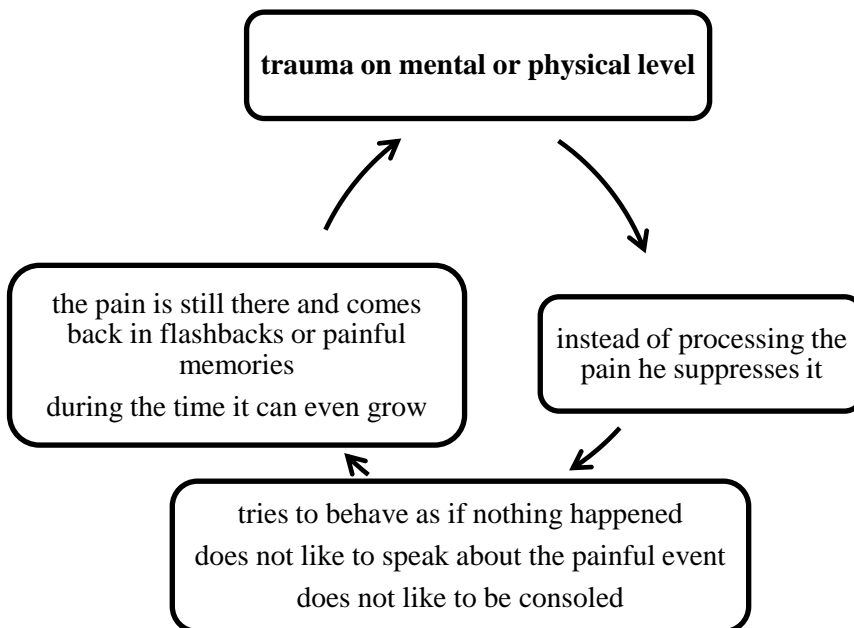 trauma on mental or physical level
instead of processing the
pain he suppresses it
tries to behave as if nothing happened
does not like to speak about the painful event
does not like to be consoled
the pain is still there and comes
back in flashbacks or painful
memories
during the time it can even grow